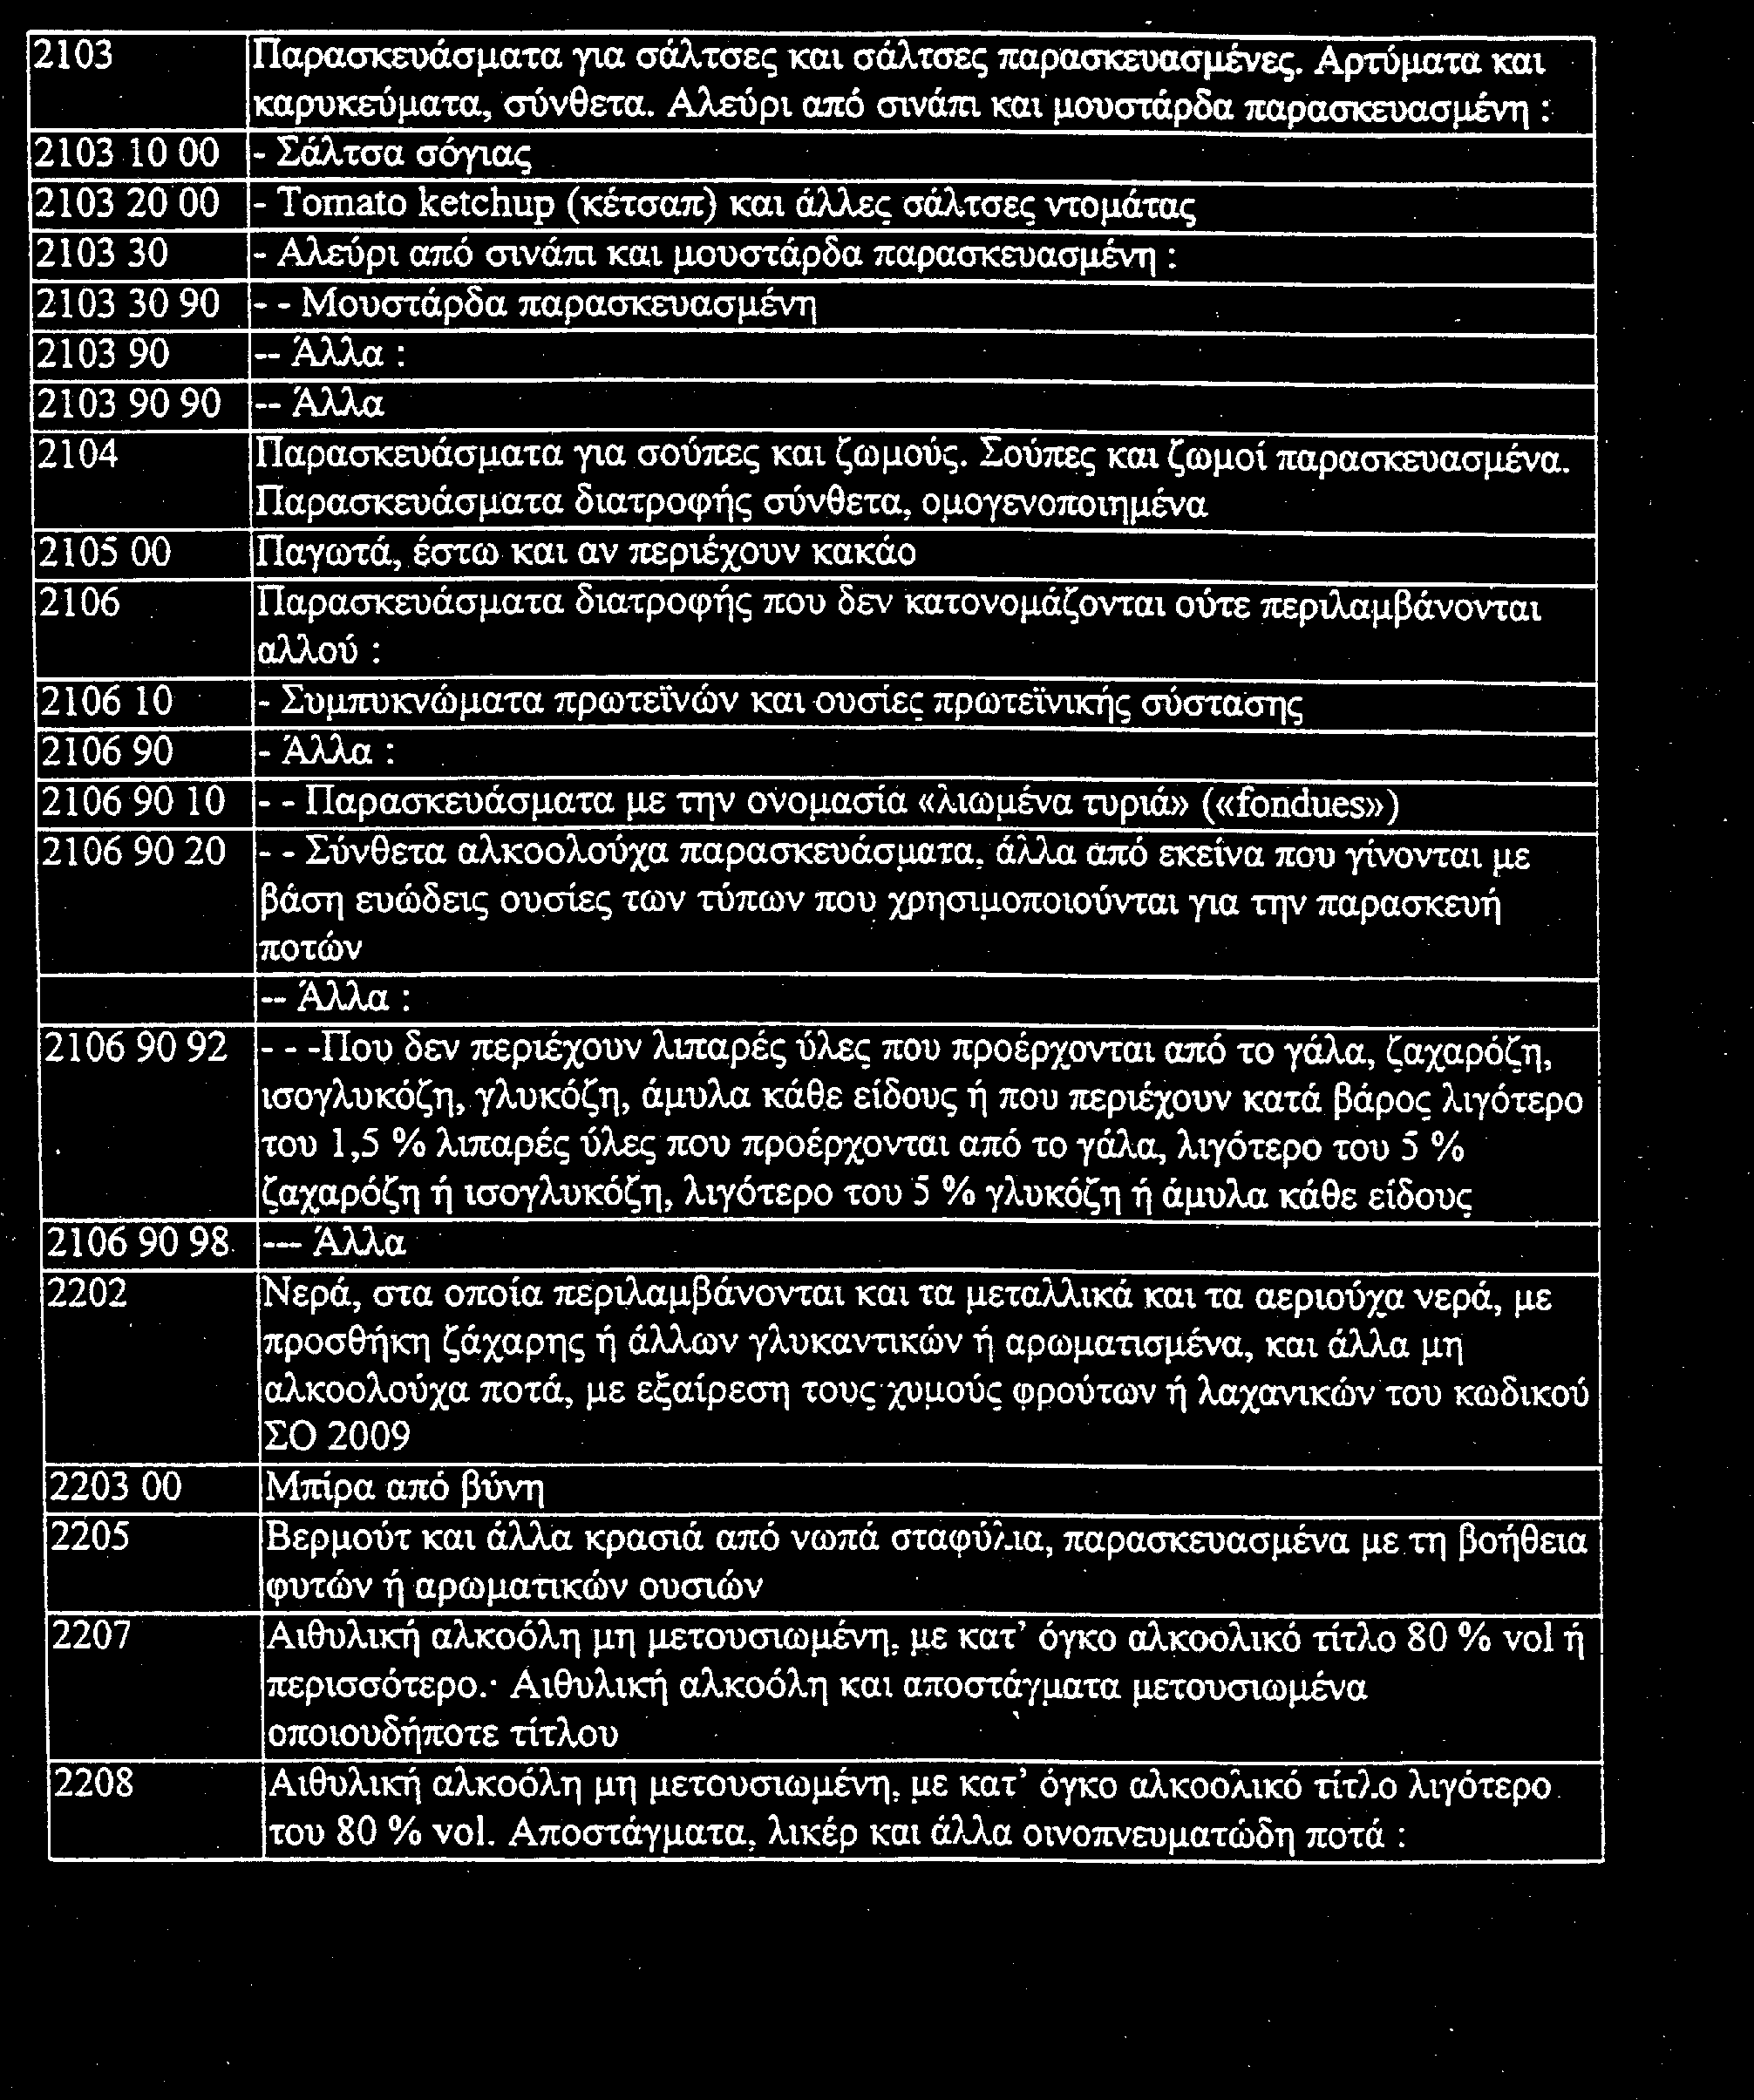 2103 Παρασκευάσματα για σάλτσες και σάλτσες παρασκευασμένες. Αρτύματα και
καρυκεύματα, σύνθετα. Αλεύρι από σινάπι και μουστάρδα παρασκευασμένη :
2103 10 00 - Σάλτσα σόγιας
2103 20 00 - Tomato ketchup (κέτσαπ) και άλλες σάλτσες ντομάτας
2103 30 - Αλεύρι από σινάπι και μουστάρδα παρασκευασμένη :
2103 30 90 - - Μουστάρδα παρασκευασμένη
2103 90 -- Άλλα :
2103 90 90 -- Άλλα
2104 Παρασκευάσματα για σούπες και ζωμούς. Σούπες και ζωμοί παρασκευασμένα.
Παρασκευάσματα διατροφής σύνθετα, ομογενοποιημένα
2105 00 Παγωτά, έστω και αν περιέχουν κακάο
2106 Παρασκευάσματα διατροφής που δεν κατονομάζονται ούτε περιλαμβάνονται
αλλού :
2106 10 - Συμπυκνώματα πρωτεϊνών και ουσίες πρωτεϊνικής σύστασης
2106 90 - Άλλα :
2106 90 10 - - Παρασκευάσματα με την ονομασία «λιωμένα τυριά» («fondues»)
2106 90 20 - - Σύνθετα αλκοολούχα παρασκευάσματα, άλλα από εκείνα που γίνονται με
βάση ευώδεις ουσίες των τύπων που χρησιμοποιούνται για την παρασκευή
ποτών
-- Άλλα :
2106 90 92 - - -Που δεν περιέχουν λιπαρές ύλες που προέρχονται από το γάλα, ζαχαρόζη,
ισογλυκόζη, γλυκόζη, άμυλα κάθε είδους ή που περιέχουν κατά βάρος λιγότερο
του 1,5 % λιπαρές ύλες που προέρχονται από το γάλα, λιγότερο του 5 %
ζαχαρόζη ή ισογλυκόζη, λιγότερο του 5 % γλυκόζη ή άμυλα κάθε είδους
2106 90 98 --- Άλλα
2202 Νερά, στα οποία περιλαμβάνονται και τα μεταλλικά και τα αεριούχα νερά, με
προσθήκη ζάχαρης ή άλλων γλυκαντικών ή αρωματισμένα, και άλλα μη
αλκοολούχα ποτά, με εξαίρεση τους χυμούς φρούτων ή λαχανικών του κωδικού
ΣΟ 2009
2203 00 Μπίρα από βύνη
2205 Βερμούτ και άλλα κρασιά από νωπά σταφύλια, παρασκευασμένα με τη βοήθεια
φυτών ή αρωματικών ουσιών
2207 Αιθυλική αλκοόλη μη μετουσιωμένη, με κατ’ όγκο αλκοολικό τίτλο 80 % vol ή
περισσότερο.· Αιθυλική αλκοόλη και αποστάγματα μετουσιωμένα
οποιουδήποτε τίτλου
2208 Αιθυλική αλκοόλη μη μετουσιωμένη, με κατ’ όγκο αλκοολικό τίτλο λιγότερο
του 80 % vol. Αποστάγματα, λικέρ και άλλα οινοπνευματώδη ποτά :